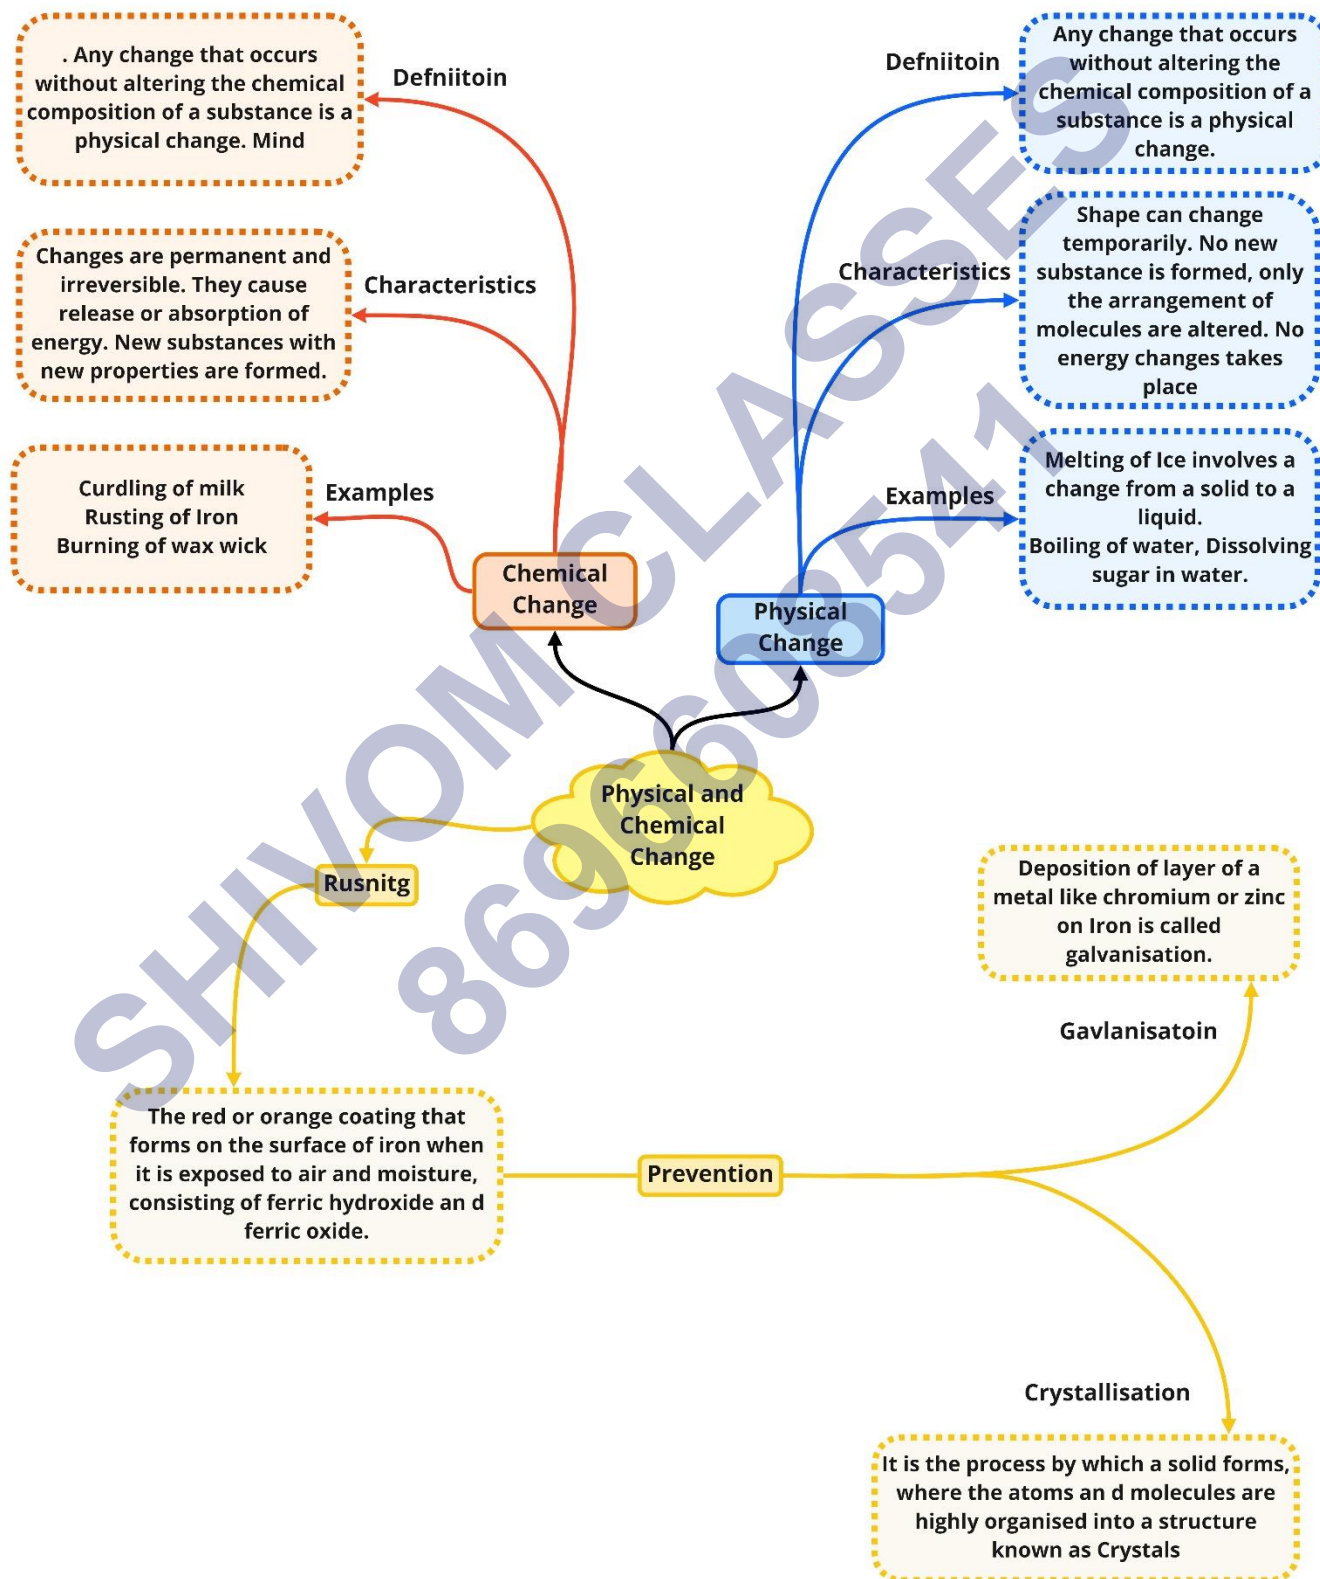 . Any change that occurs
without altering the chemical
composition of a substance is a
physical change. Mind
Defniitoin
Changes are permanent and
irreversible. They cause
release or absorption of
energy. New substances with
new properties are formed.
Characteristics
Curdling of milk
Rusting of Iron
Burning of wax wick
Examples
Chemical
Change
Defniitoin
Any change that occurs
without altering the
chemical composition of a
substance is a physical
change.
Characteristics
Shape can change
temporarily. No new
substance is formed, only
the arrangement of
molecules are altered. No
energy changes takes
place
Examples
Melting of Ice involves a
change from a solid to a
liquid.
Boiling of water, Dissolving
sugar in water.
Physical
Change
Physical and
Chemical
Change
Rusnitg
The red or orange coating that
forms on the surface of iron when
it is exposed to air and moisture,
consisting of ferric hydroxide an d
ferric oxide.
Prevention
Deposition of layer of a
metal like chromium or zinc
on Iron is called
galvanisation.
Gavlanisatoin
Crystallisation
It is the process by which a solid forms,
where the atoms an d molecules are
highly organised into a structure
known as Crystals
SHIVOM CLASSES
8696608541